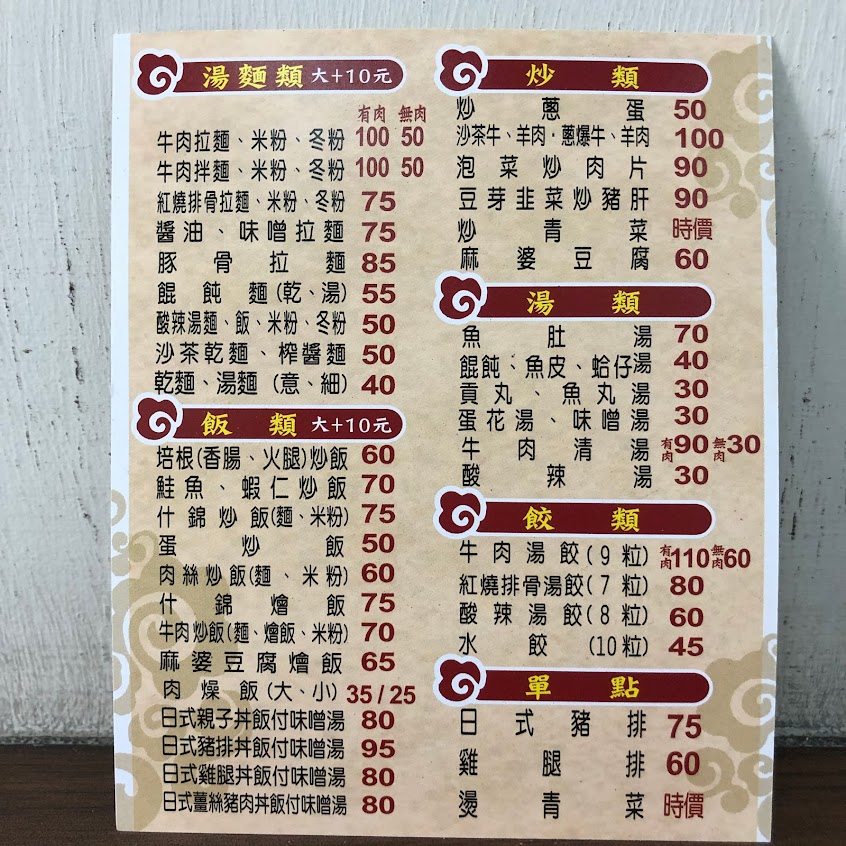 湯麵類 大+10元
有肉 無肉
牛肉拉麵、米粉、冬粉 100 50
牛肉拌麵、米粉、冬粉 100 50
紅燒排骨拉麵、米粉、冬粉 75
醬油、味噌拉麵 75
豚骨拉麵 85
餛飩麵(乾、湯) 55
酸辣湯麵、飯、米粉、冬粉 50
沙茶乾麵、榨醬麵 50
乾麵、湯麵(意、細) 40
飯類 大+10元
培根(香腸、火腿)炒飯 60
鮭魚、蝦仁炒飯 70
什錦炒飯(麵、米粉) 75
蛋炒飯 50
肉絲炒飯(麵、米粉) 60
什錦燴飯 75
牛肉炒飯(麵、燴飯、米粉) 70
麻婆豆腐燴飯 65
肉燥飯(大、小) 35/25
日式親子丼飯付味噌湯 80
日式豬排丼飯付味噌湯 95
日式雞腿丼飯付味噌湯 80
日式薑絲豬肉丼飯付味噌湯 80
炒類
炒蔥蛋 50
沙茶牛、羊肉·蔥爆牛、羊肉 100
泡菜炒肉片 90
豆芽韭菜炒豬肝 90
炒青菜 時價
麻婆豆腐 60
湯類
魚肚湯 70
餛飩、魚皮、蛤仔湯 40
貢丸、魚丸湯 30
蛋花湯、味噌湯 30
牛肉清湯 有肉90 無肉30
酸辣湯 30
餃類
牛肉湯餃(9粒) 有肉110 無肉60
紅燒排骨湯餃(7粒) 80
酸辣湯餃(8粒) 60
水餃(10粒) 45
單點
日式豬排 75
雞腿排 60
燙青菜 時價